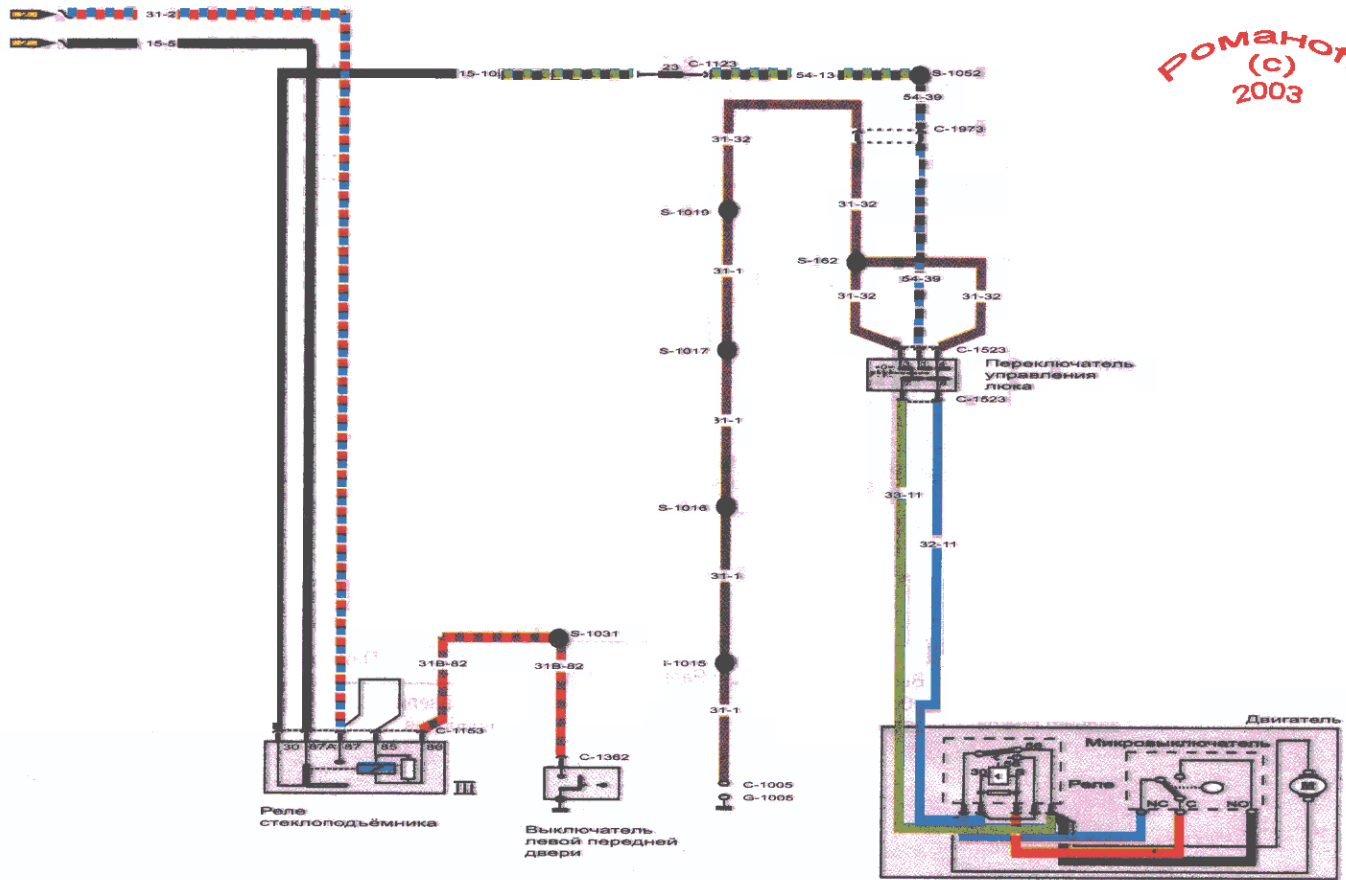 31-2
15-5
Романов
(c)
2003
15-10
23
C-1123
54-13
S-1052
54-39
C-1973
31-32
31-32
S-1019
S-162
31-1
54-39
31-32
31-32
S-1017
C-1523
Переключатель
управления
люка
C-1523
31-1
33-11
S-1016
32-11
31-1
S-1031
31B-82
31B-82
I-1015
31-1
C-1153
30
87A
87
85
86
C-1362
III
C-1005
G-1005
Реле
стеклоподъёмника
Выключатель
левой передней
двери
Двигатель
Микровыключатель
Реле
M
NC
C
NO